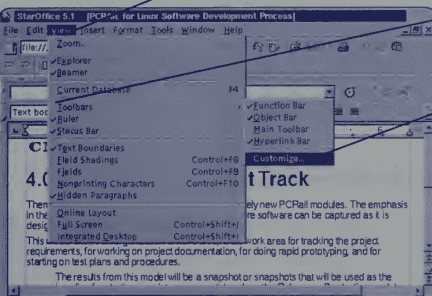 StarOffice 5.1 [PCRail for Linux Software Development Process]
File Edit View Insert Format Tools Window Help
file://
Zoom...
Explorer
Beamer
Current Database F4
Toolbars
Ruler
Status Bar
Text Boundaries
Field Shadings Control+F8
Fields Control+F9
Nonprinting Characters Control+F10
Hidden Paragraphs
Online Layout
Full Screen Control+Shift+J
Integrated Desktop Control+Shift+I
Function Bar
Object Bar
Main Toolbar
Hyperlink Bar
Customize...
Text bod
4.0 t Track
ely new PCRail modules. The emphasis
in the re software can be captured as it is
desig
This work area for tracking the project
requirements, for working on project documentation, for doing rapid prototyping, and for
starting on test plans and procedures.
The results from this model will be a snapshot or snapshots that will be used as the